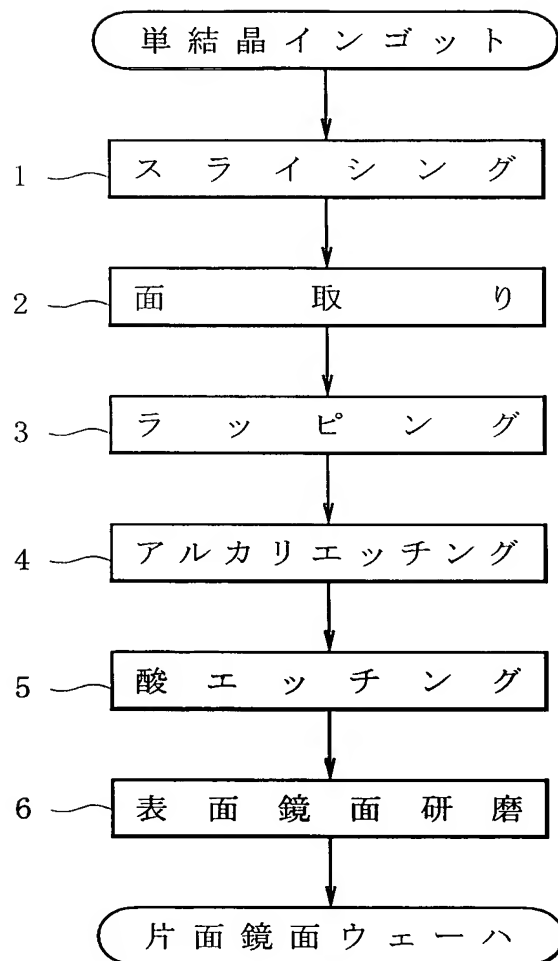 単結晶インゴット
1 スライシング
2 面取り
3 ラッピング
4 アルカリエッチング
5 酸エッチング
6 表面鏡面研磨
片面鏡面ウェーハ